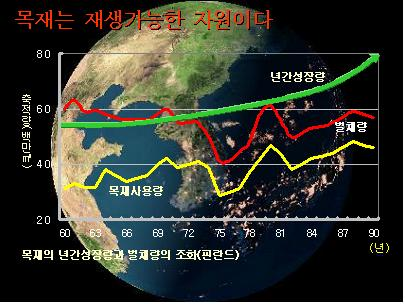 목재는 재생가능한 자원이다
80
60
40
20
년간성장량
벌채량
목재사용량
60 63 66 70 72 75 78 81 84 87 90
(년)
목재의 년간성장량과 벌채량의 조화(핀란드)